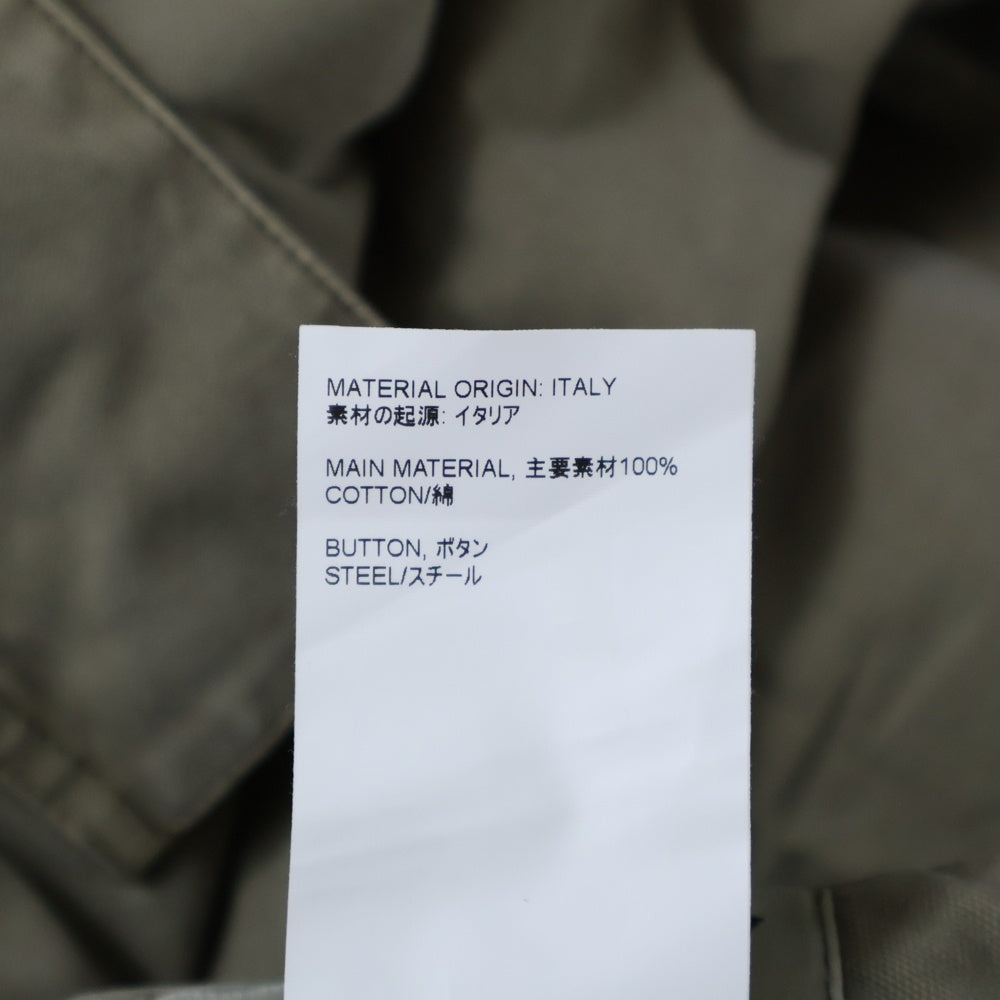 MATERIAL ORIGIN: ITALY
素材の起源: イタリア
MAIN MATERIAL, 主要素材100%
COTTON/綿
BUTTON, ボタン
STEEL/スチール